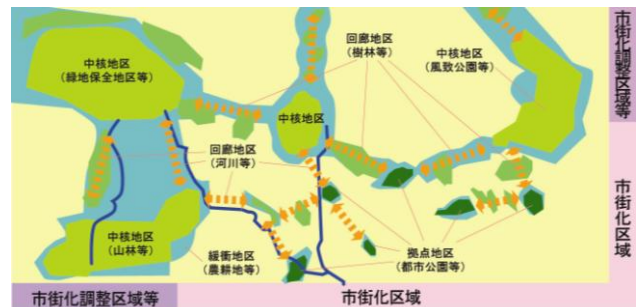 中核地区
(緑地保全地区等)
回廊地区
(樹林等)
中核地区
(風致公園等)
市街化調整区域等
中核地区
回廊地区
(河川等)
市街化区域
中核地区
(山林等)
緩衝地区
(農耕地等)
拠点地区
(都市公園等)
市街化調整区域等
市街化区域